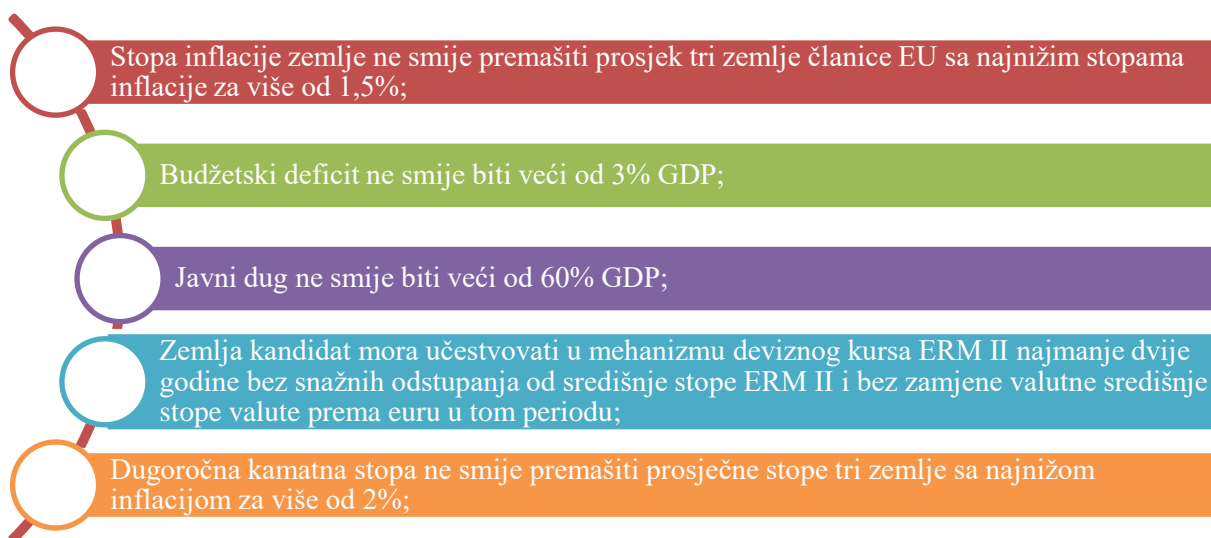 Stopa inflacije zemlje ne smije premašiti prosjek tri zemlje članice EU sa najnižim stopama
inflacije za više od 1,5%;
Budžetski deficit ne smije biti veći od 3% GDP;
Javni dug ne smije biti veći od 60% GDP;
Zemlja kandidat mora učestvovati u mehanizmu deviznog kursa ERM II najmanje dvije
godine bez snažnih odstupanja od središnje stope ERM II i bez zamjene valutne središnje
stope valute prema euru u tom periodu;
Dugoročna kamatna stopa ne smije premašiti prosječne stope tri zemlje sa najnižom
inflacijom za više od 2%;